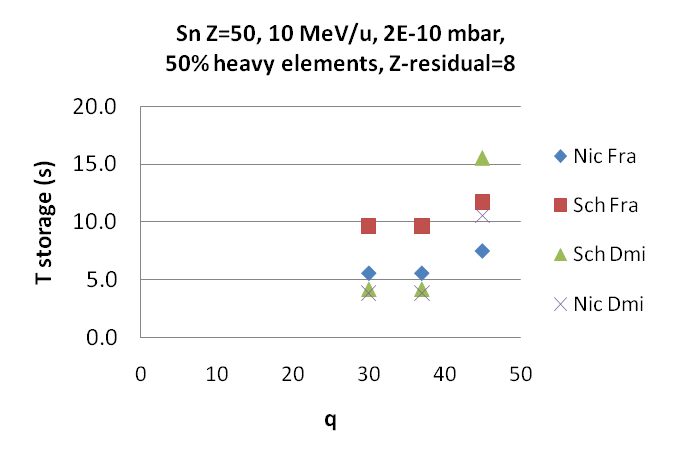 Sn Z=50, 10 MeV/u, 2E-10 mbar,
50% heavy elements, Z-residual=8
20.0
15.0
10.0
5.0
0.0
T storage (s)
0 10 20 30 40 50
q
Nic Fra
Sch Fra
Sch Dmi
Nic Dmi